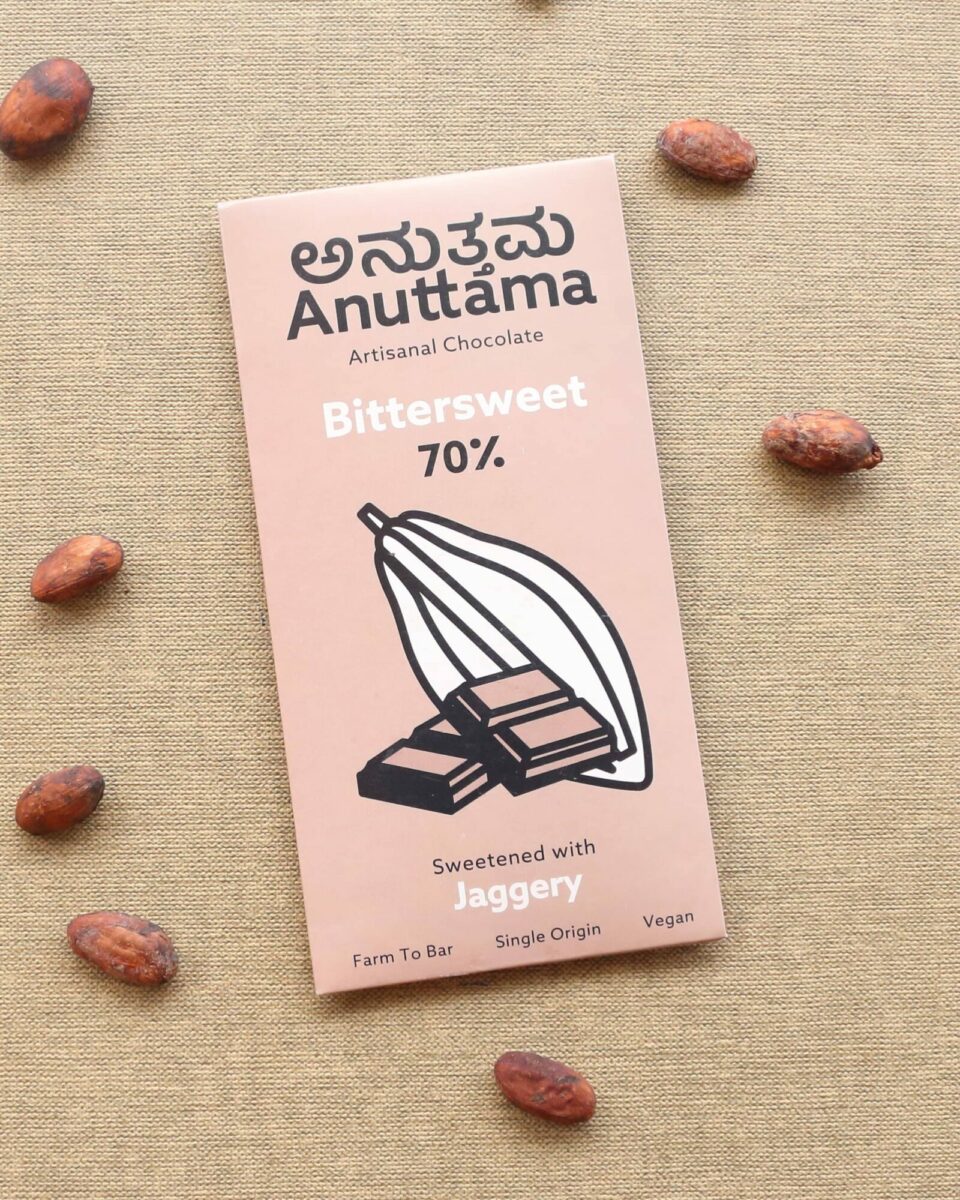 ಅನುತ್ತಮ
Anuttama
Artisanal Chocolate
Bittersweet
70%
Sweetened with
Jaggery
Farm To Bar Single Origin Vegan